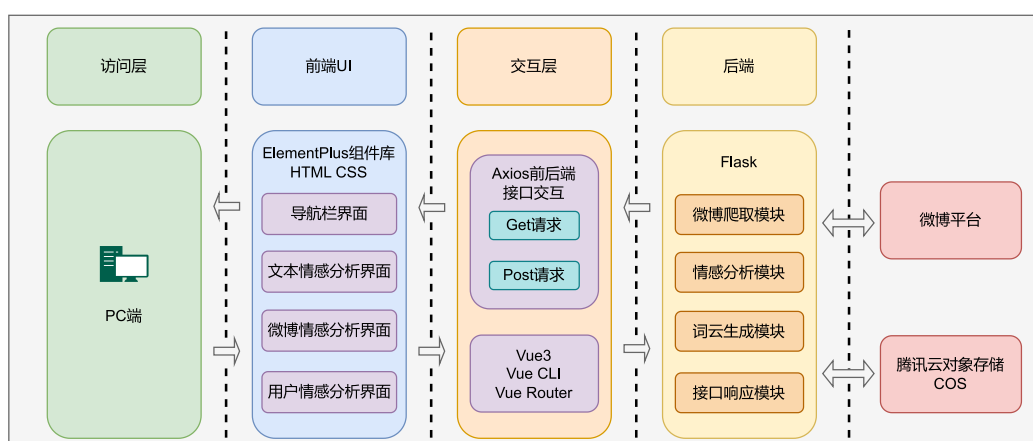 访问层
前端UI
交互层
后端
PC端
ElementPlus组件库
HTML CSS
导航栏界面
文本情感分析界面
微博情感分析界面
用户情感分析界面
Axios前后端
接口交互
Get请求
Post请求
Vue3
Vue CLI
Vue Router
Flask
微博爬取模块
情感分析模块
词云生成模块
接口响应模块
微博平台
腾讯云对象存储
COS